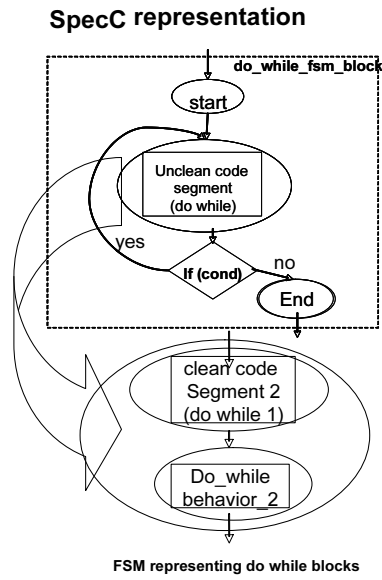 SpecC representation
do_while_fsm_block
start
Unclean code
segment
(do while)
yes
If (cond)
no
End
clean code
Segment 2
(do while 1)
Do_while
behavior_2
FSM representing do while blocks